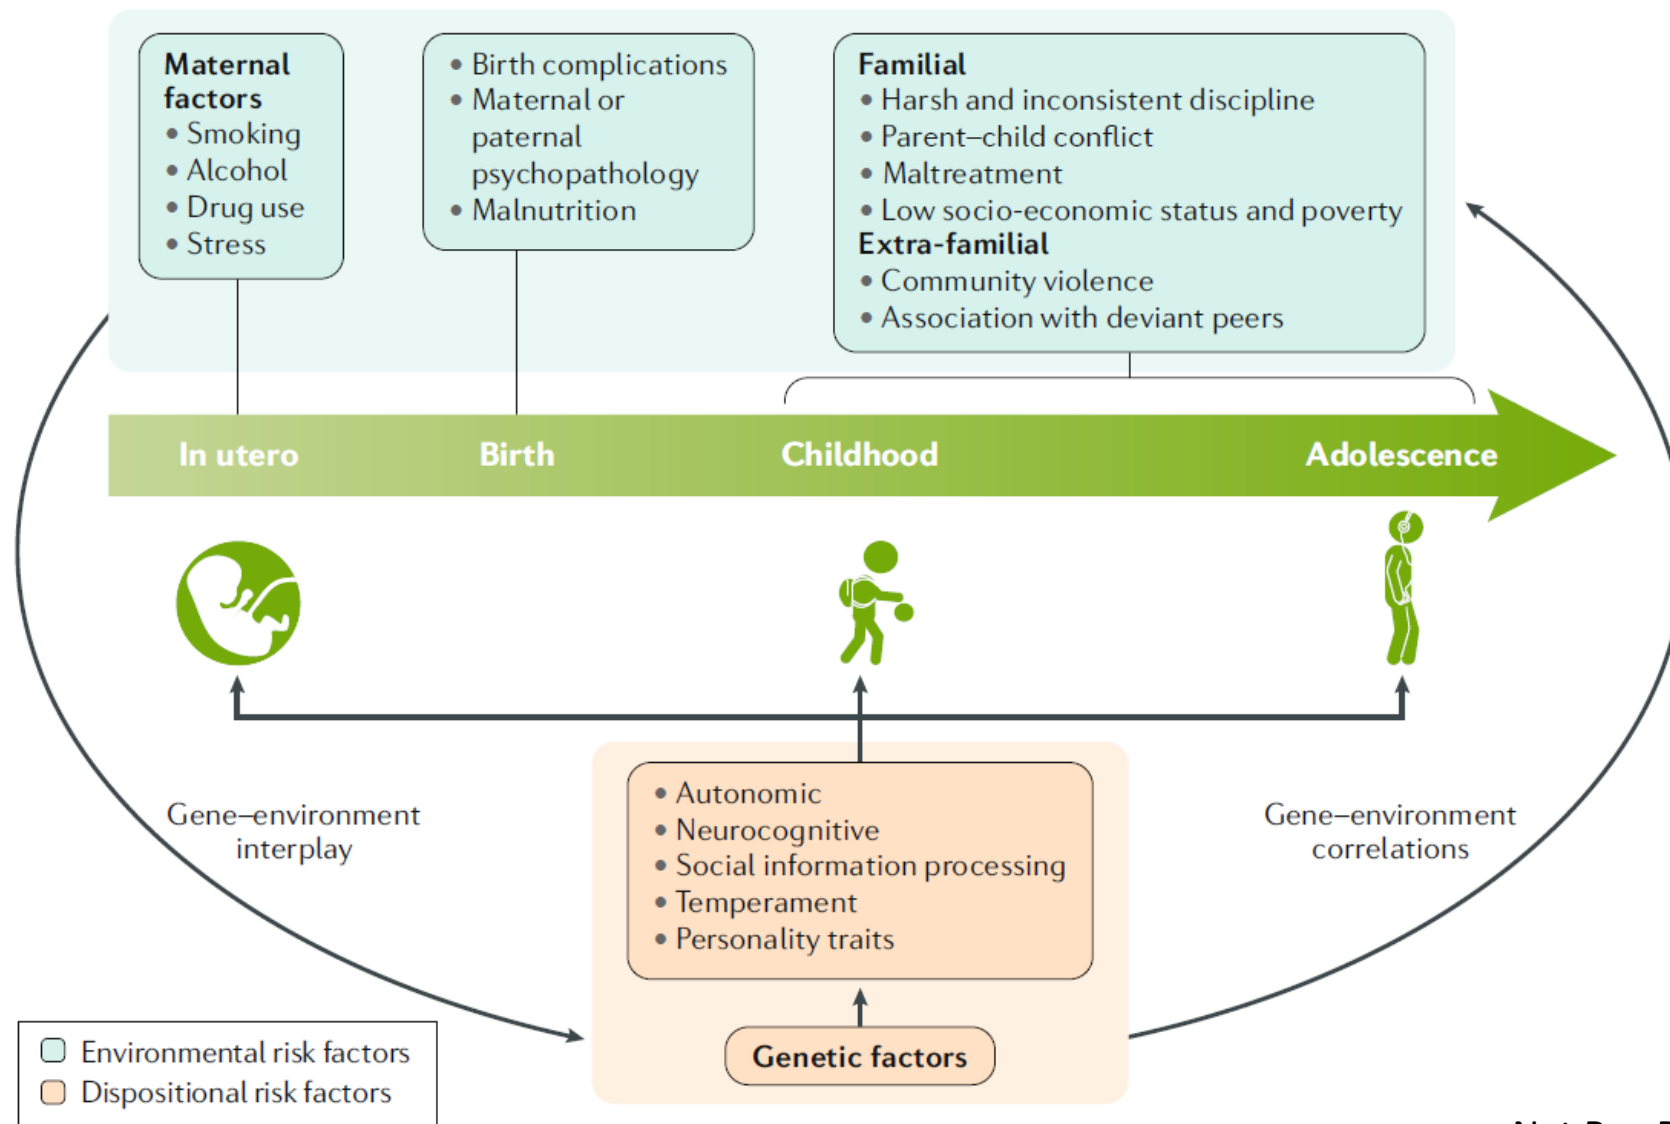 Maternal
factors
• Smoking
• Alcohol
• Drug use
• Stress
• Birth complications
• Maternal or
paternal
psychopathology
• Malnutrition
Familial
• Harsh and inconsistent discipline
• Parent–child conflict
• Maltreatment
• Low socio-economic status and poverty
Extra-familial
• Community violence
• Association with deviant peers
In utero
Birth
Childhood
Adolescence
Gene–environment
interplay
• Autonomic
• Neurocognitive
• Social information processing
• Temperament
• Personality traits
Gene–environment
correlations
Genetic factors
Environmental risk factors
Dispositional risk factors